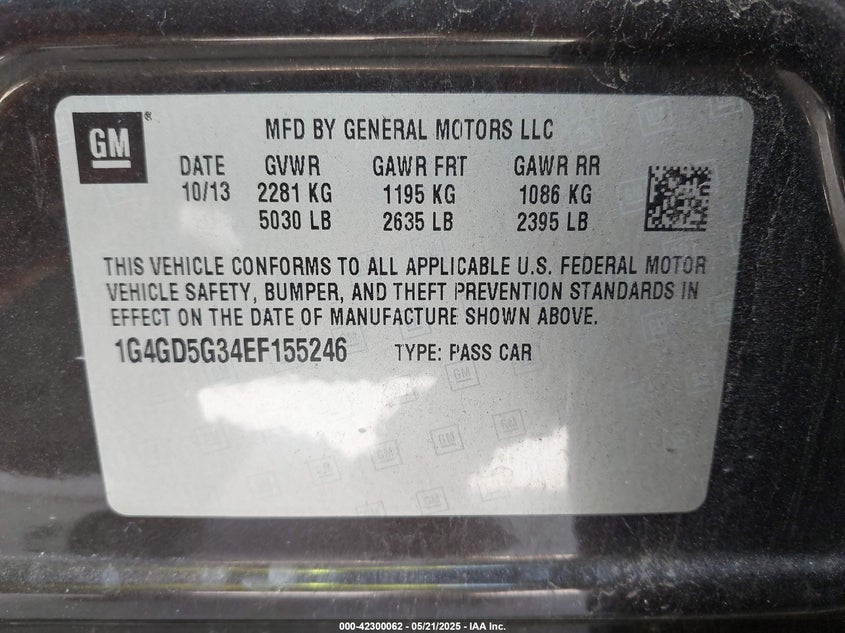 GM
MFD BY GENERAL MOTORS LLC
DATE GVWR GAWR FRT GAWR RR
10/13 2281 KG 1195 KG 1086 KG
5030 LB 2635 LB 2395 LB
THIS VEHICLE CONFORMS TO ALL APPLICABLE U.S. FEDERAL MOTOR
VEHICLE SAFETY, BUMPER, AND THEFT PREVENTION STANDARDS IN
EFFECT ON THE DATE OF MANUFACTURE SHOWN ABOVE.
1G4GD5G34EF155246 TYPE: PASS CAR
000-42300062 - 05/21/2025 - IAA Inc.